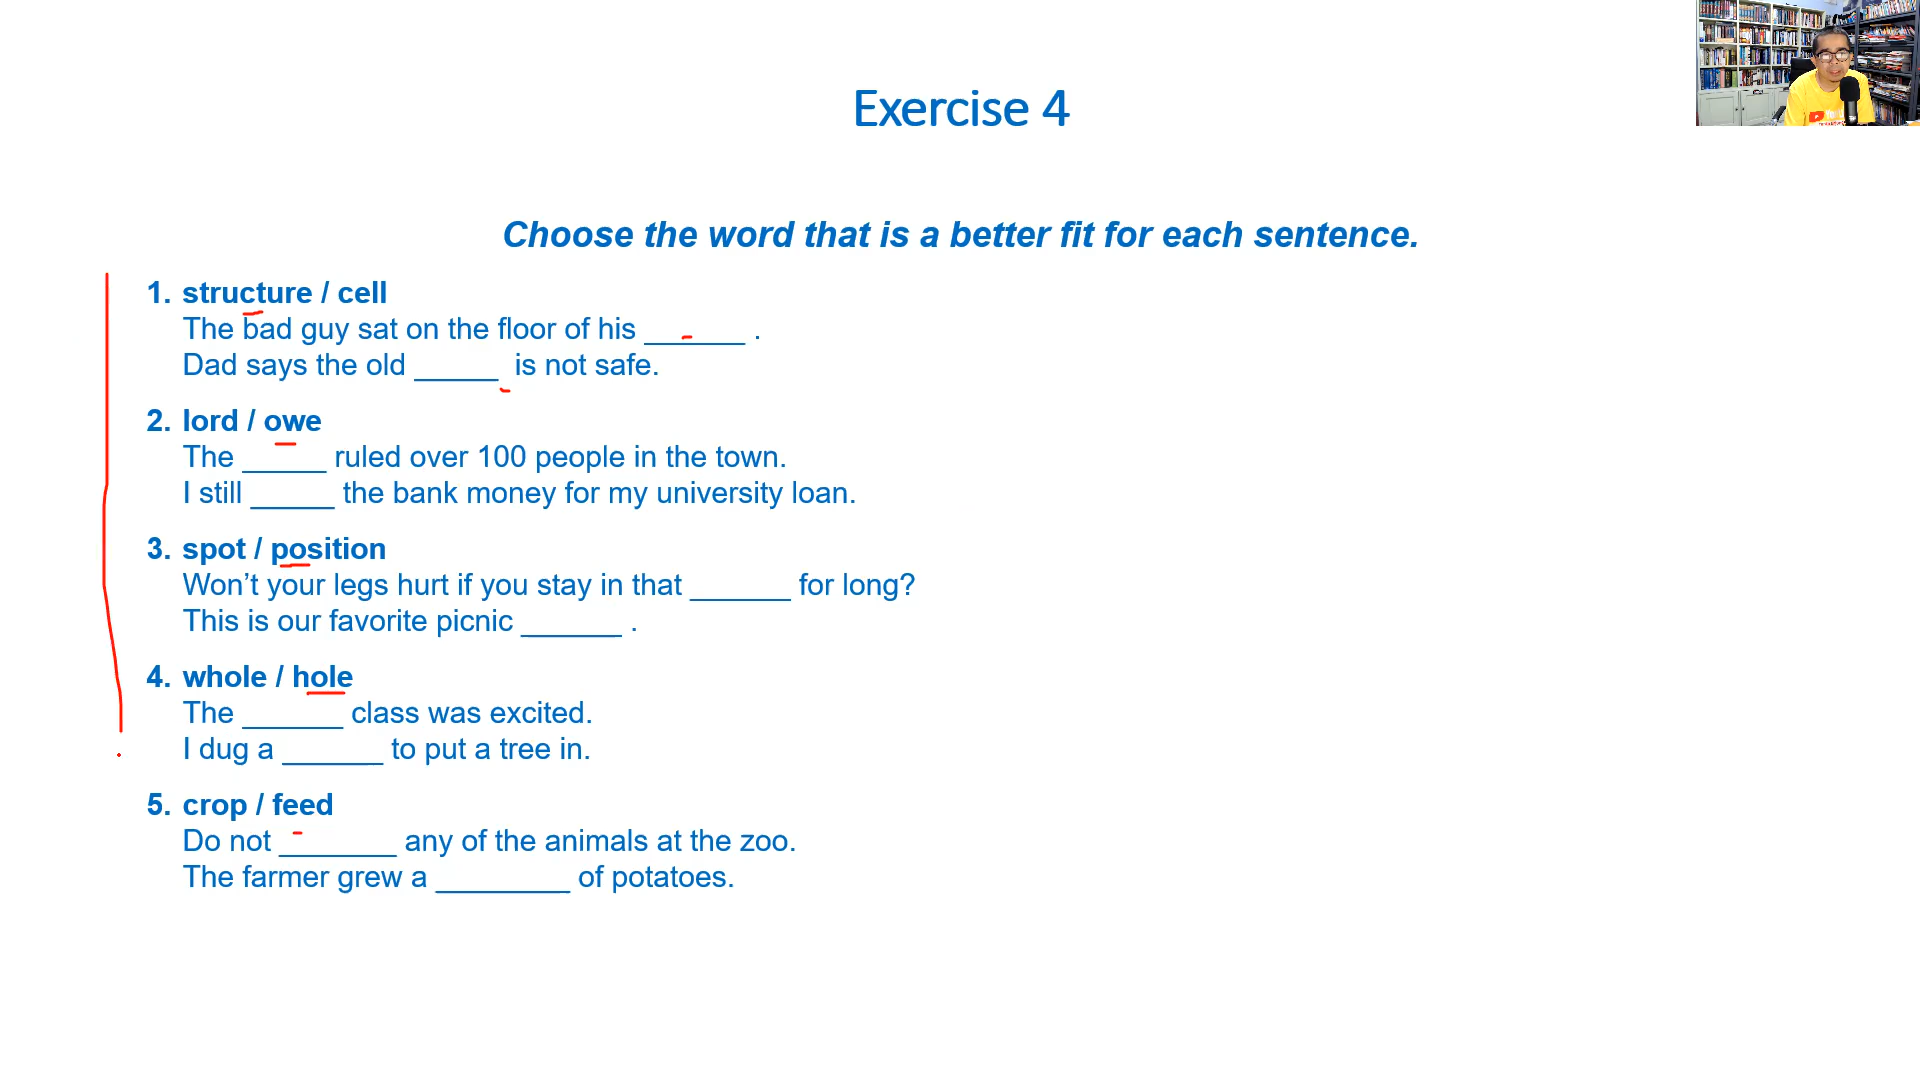 Exercise 4
Choose the word that is a better fit for each sentence.
1. structure / cell
The bad guy sat on the floor of his ______ .
Dad says the old _____ is not safe.
2. lord / owe
The _____ ruled over 100 people in the town.
I still _____ the bank money for my university loan.
3. spot / position
Won’t your legs hurt if you stay in that ______ for long?
This is our favorite picnic ______ .
4. whole / hole
The ______ class was excited.
I dug a ______ to put a tree in.
5. crop / feed
Do not _______ any of the animals at the zoo.
The farmer grew a ________ of potatoes.